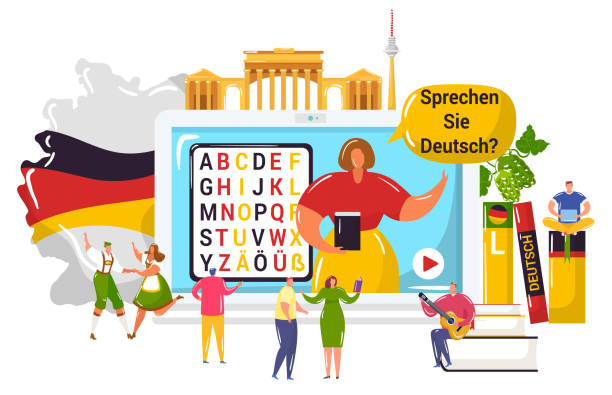 Sprechen
Sie
Deutsch?
ABCDEF
GHIJKL
MNOPQR
STUVWX
YZÄÖÜß
L
DEUTSCH